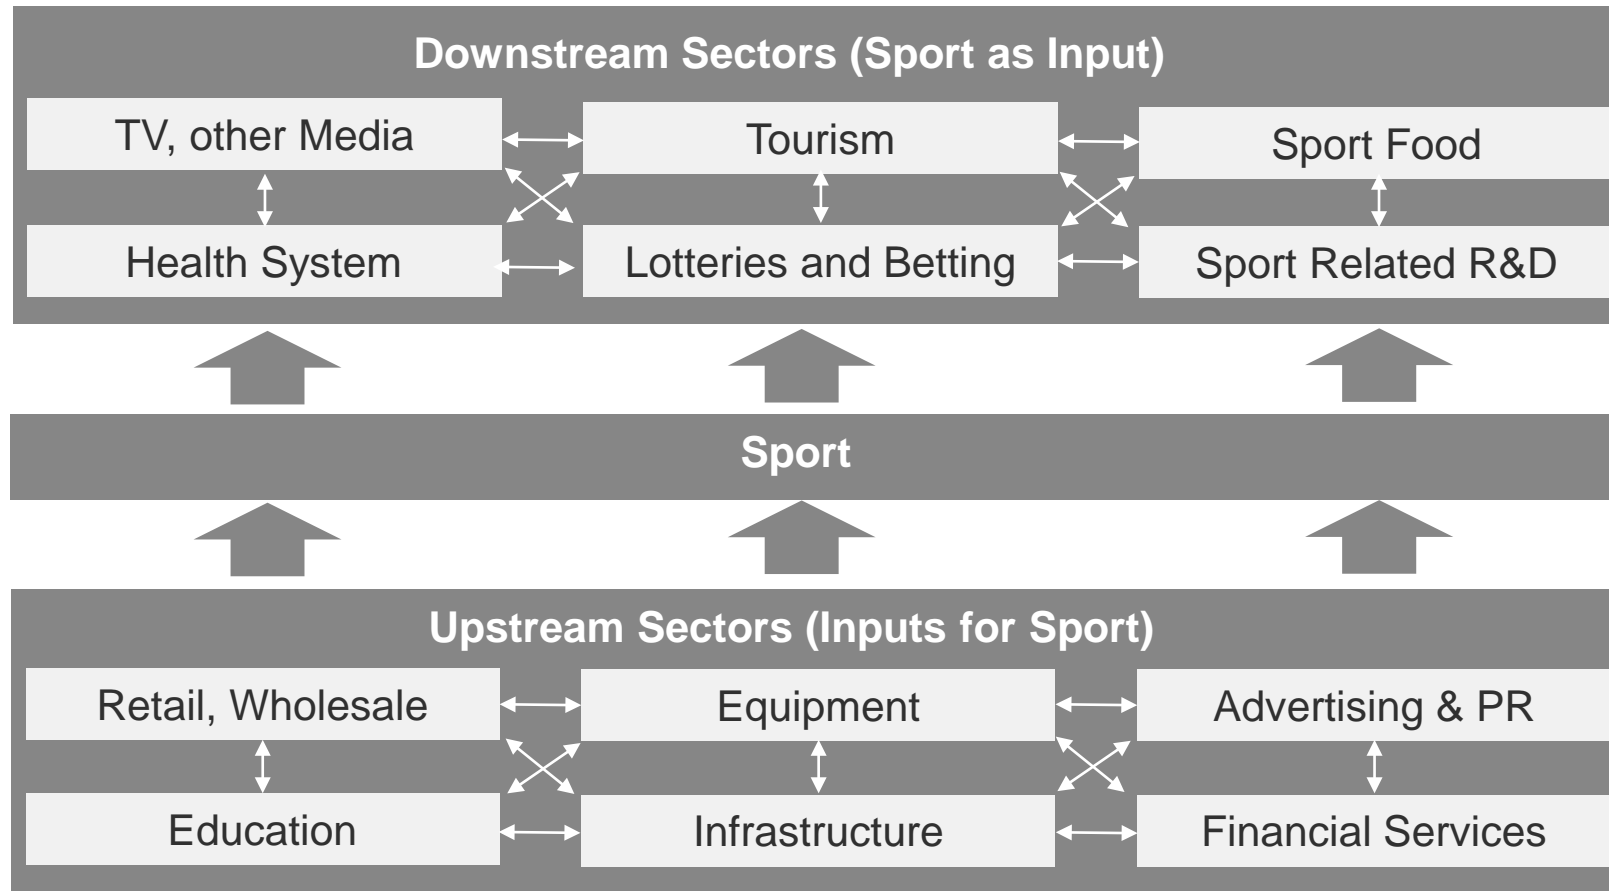 Downstream Sectors (Sport as Input)
TV, other Media
Tourism
Sport Food
Health System
Lotteries and Betting
Sport Related R&D
Sport
Upstream Sectors (Inputs for Sport)
Retail, Wholesale
Equipment
Advertising & PR
Education
Infrastructure
Financial Services